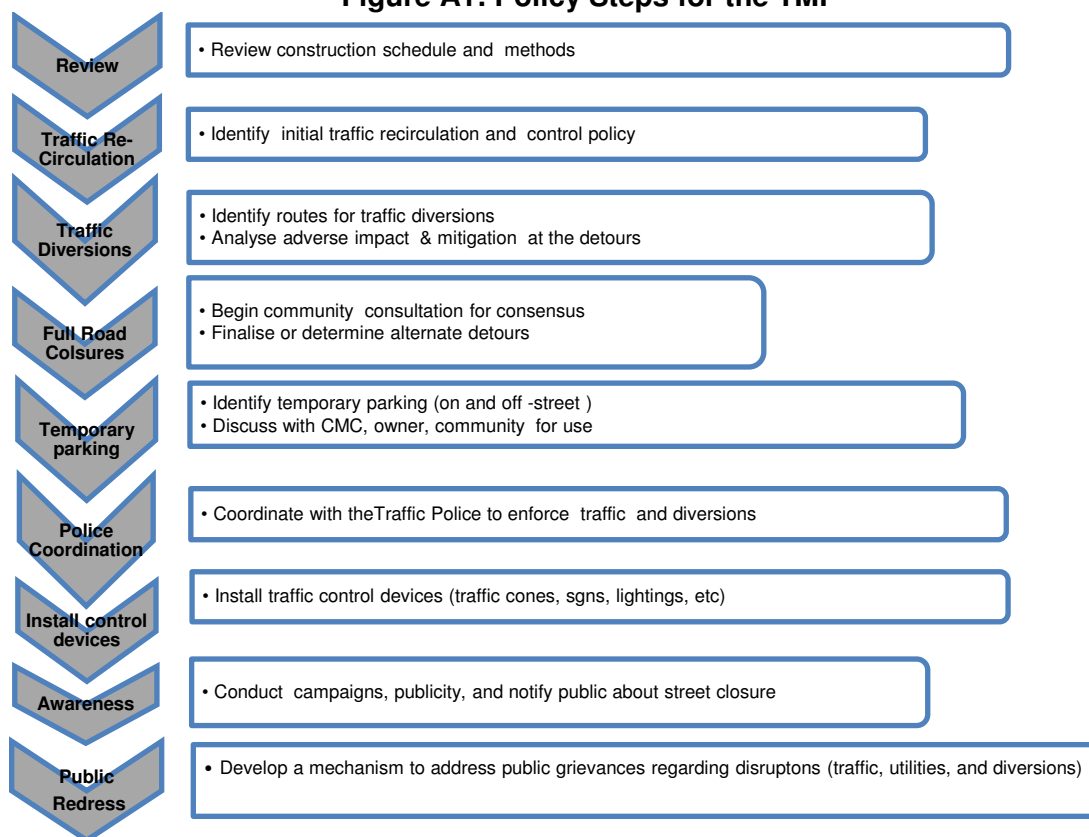 Figure A1: Policy Steps for the TMP
Review
• Review construction schedule and methods
Traffic Re-
Circulation
• Identify initial traffic recirculation and control policy
Traffic
Diversions
• Identify routes for traffic diversions
• Analyse adverse impact & mitigation at the detours
Full Road
Colsures
• Begin community consultation for consensus
• Finalise or determine alternate detours
Temporary
parking
• Identify temporary parking (on and off -street )
• Discuss with CMC, owner, community for use
Police
Coordination
• Coordinate with theTraffic Police to enforce traffic and diversions
Install control
devices
• Install traffic control devices (traffic cones, sgns, lightings, etc)
Awareness
• Conduct campaigns, publicity, and notify public about street closure
Public
Redress
• Develop a mechanism to address public grievances regarding disruptons (traffic, utilities, and diversions)